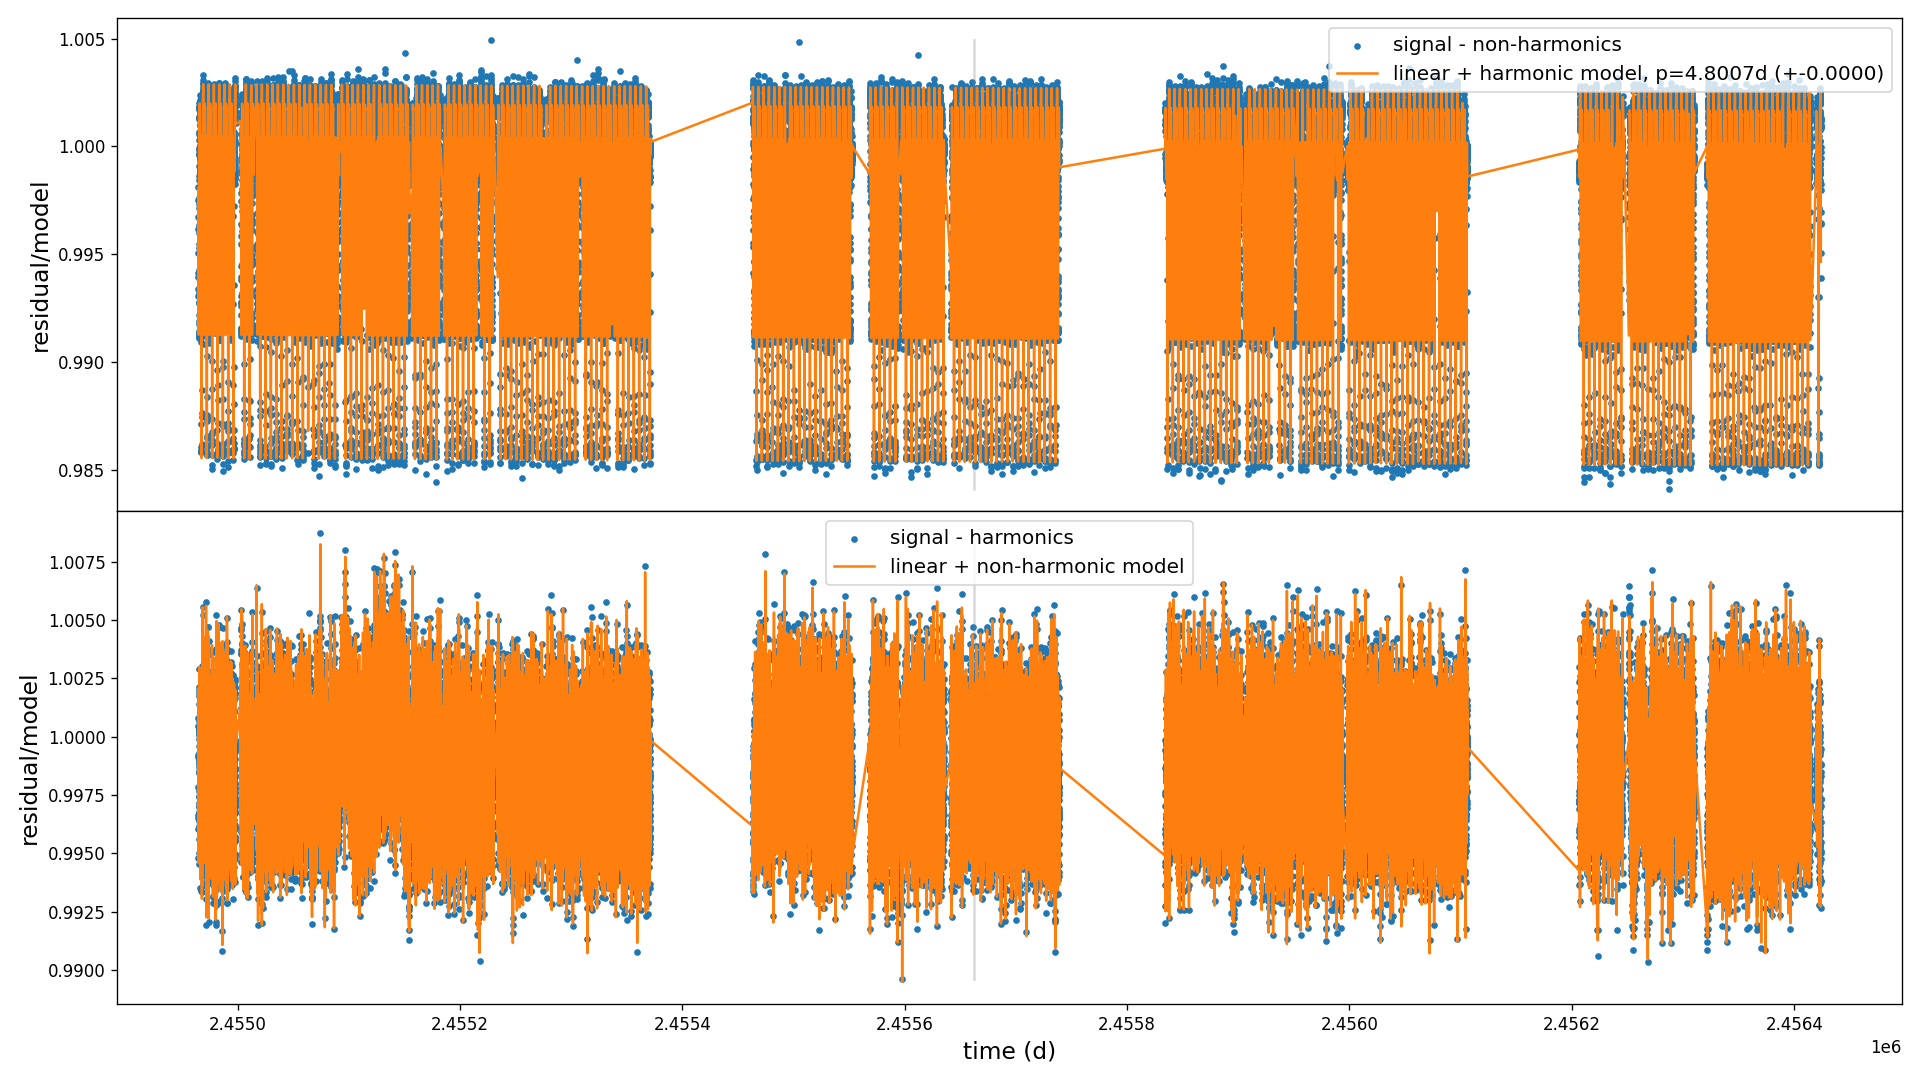 1.005
1.000
0.995
0.990
0.985
residual/model
signal - non-harmonics
linear + harmonic model, p=4.8007d (+-0.0000)
1.0075
1.0050
1.0025
1.0000
0.9975
0.9950
0.9925
0.9900
residual/model
signal - harmonics
linear + non-harmonic model
2.4550
2.4552
2.4554
2.4556
2.4558
2.4560
2.4562
2.4564
1e6
time (d)